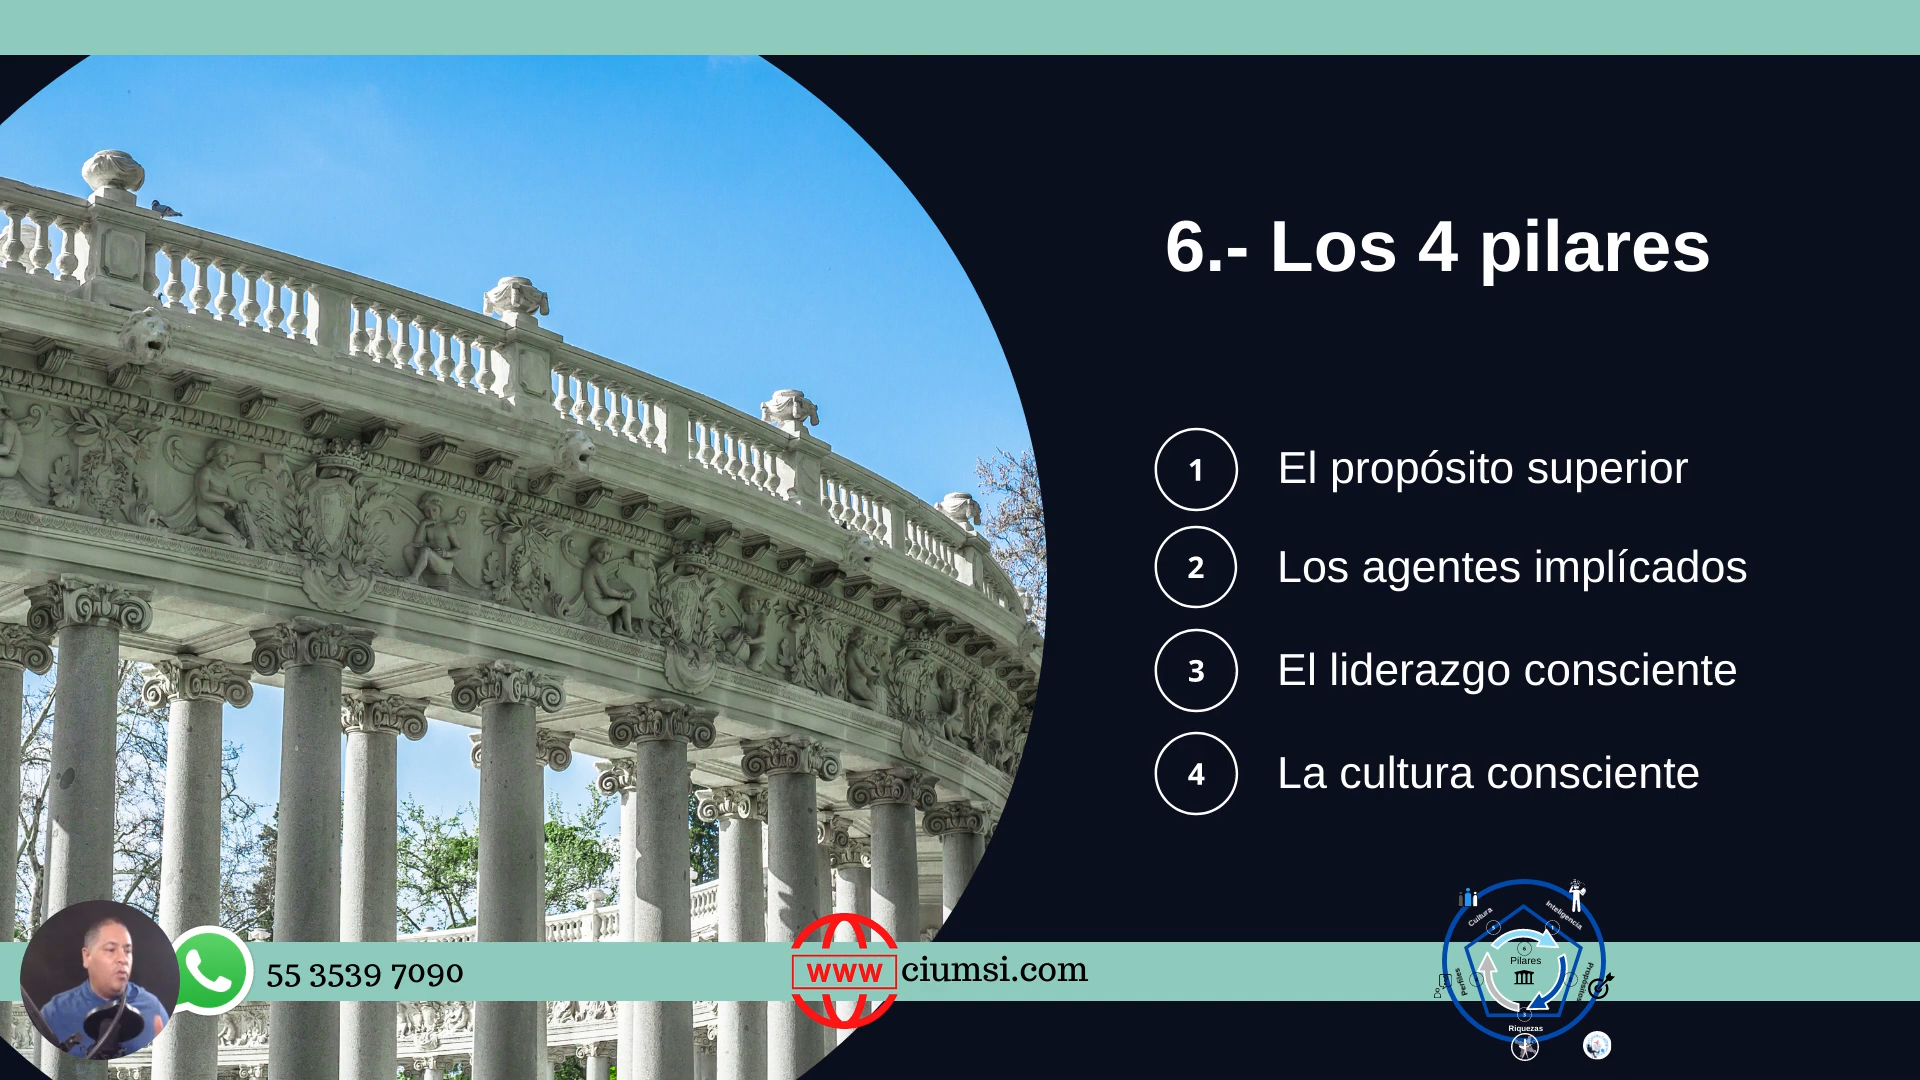 6.- Los 4 pilares
1 El propósito superior
2 Los agentes implícados
3 El liderazgo consciente
4 La cultura consciente
55 3539 7090
www ciumsi.com
Cultura
Inteligencia
Pilares
Perfiles
Propósitos
Riquezas